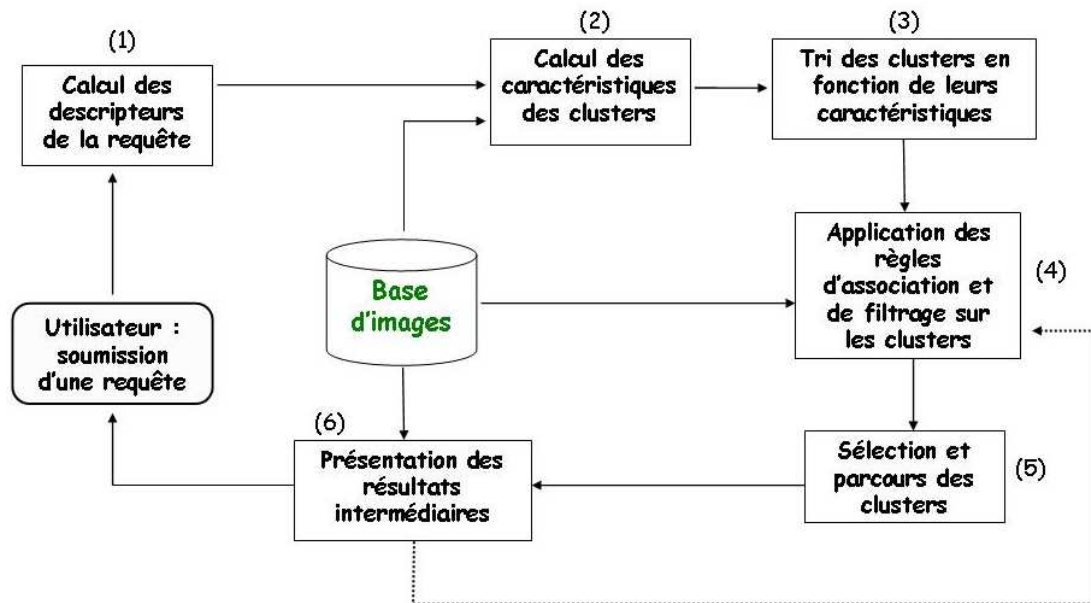 (1)
Calcul des
descripteurs
de la requête
(2)
Calcul des
caractéristiques
des clusters
(3)
Tri des clusters en
fonction de leurs
caractéristiques
Application des
règles
d'association et
de filtrage sur
les clusters
(4)
Base
d'images
Utilisateur :
soumission
d'une requête
(6)
Présentation des
résultats
intermédiaires
Sélection et
parcours des
clusters
(5)